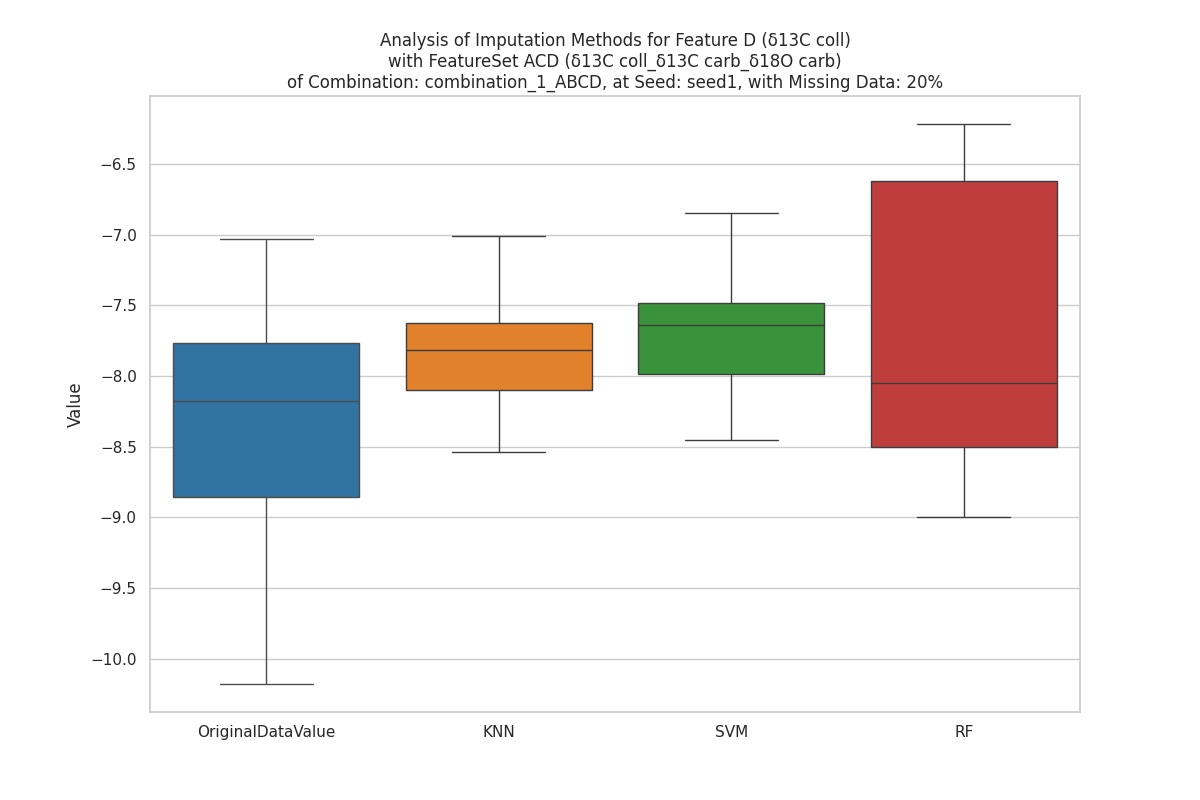 Analysis of Imputation Methods for Feature D (δ13C coll)
with FeatureSet ACD (δ13C coll_δ13C carb_δ18O carb)
of Combination: combination_1_ABCD, at Seed: seed1, with Missing Data: 20%
Value
−6.5
−7.0
−7.5
−8.0
−8.5
−9.0
−9.5
−10.0
OriginalDataValue
KNN
SVM
RF